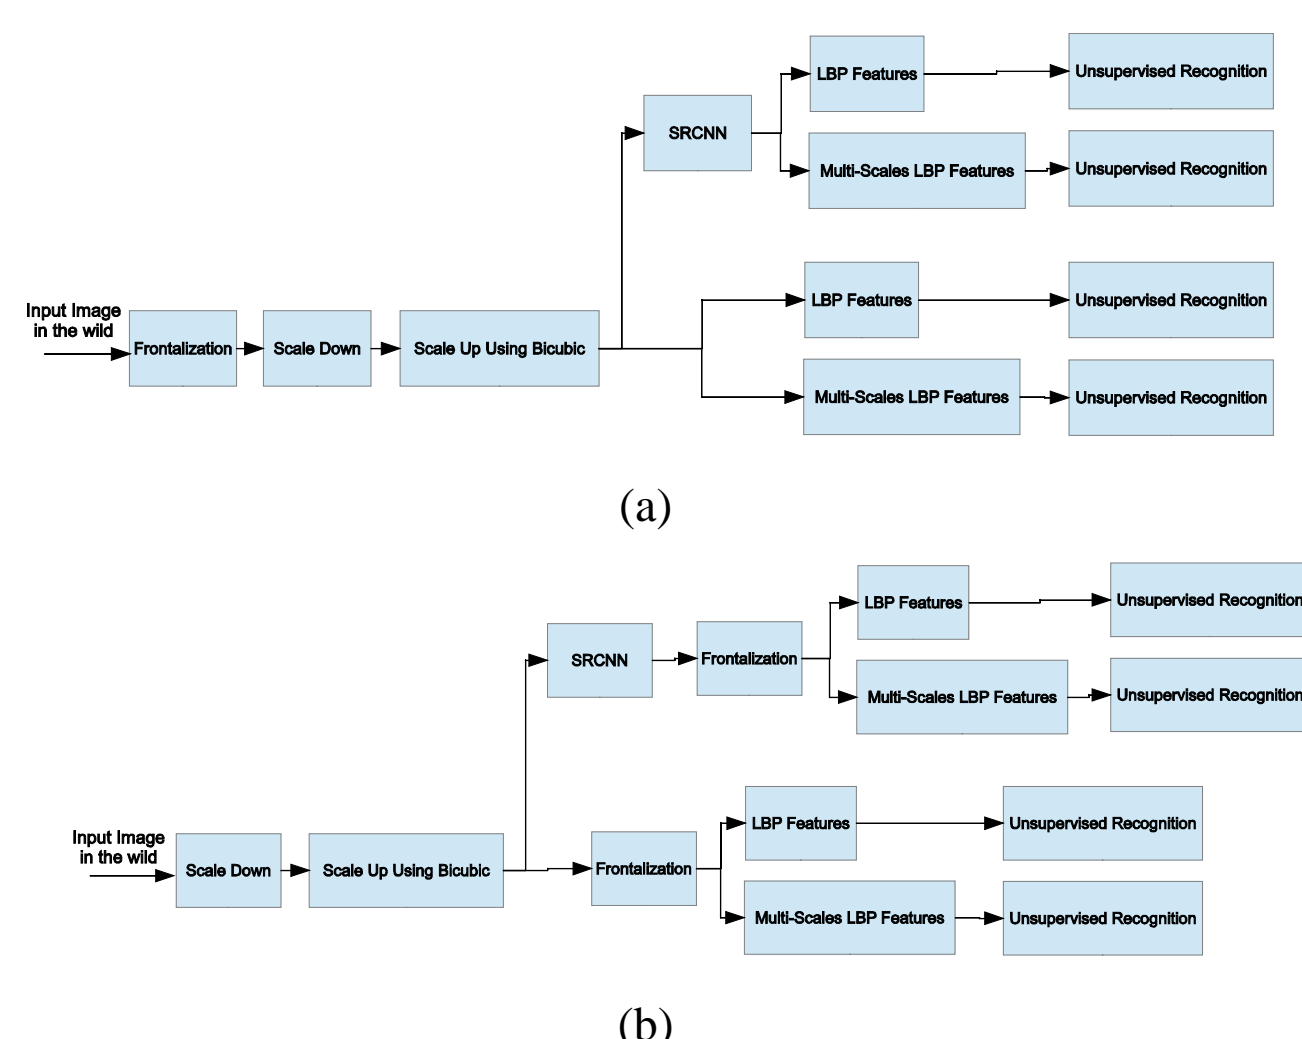 LBP Features
Unsupervised Recognition
SRCNN
Multi-Scales LBP Features
Unsupervised Recognition
Input Image
in the wild
Frontalization
Scale Down
Scale Up Using Bicubic
LBP Features
Unsupervised Recognition
Multi-Scales LBP Features
Unsupervised Recognition
(a)
LBP Features
Unsupervised Recognition
SRCNN
Frontalization
Multi-Scales LBP Features
Unsupervised Recognition
Input Image
in the wild
Scale Down
Scale Up Using Bicubic
Frontalization
LBP Features
Unsupervised Recognition
Multi-Scales LBP Features
Unsupervised Recognition
(b)